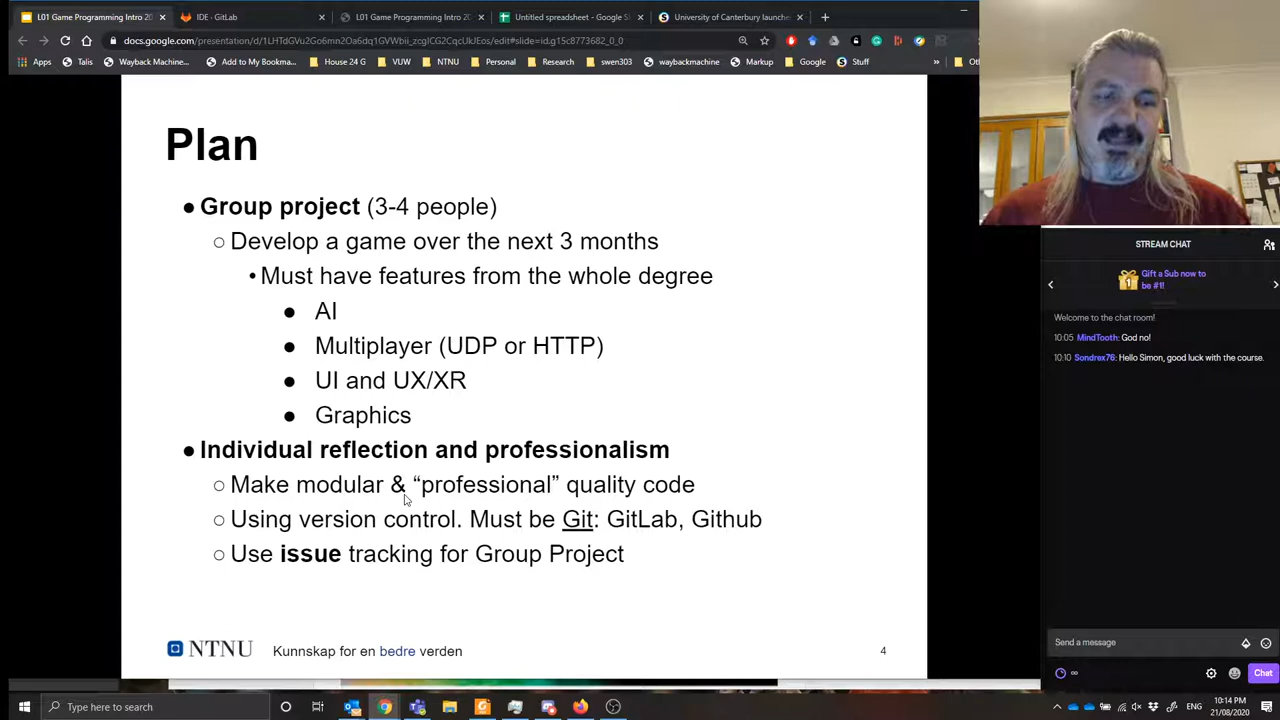 L01 Game Programming Intro 20
IDE · GitLab
L01 Game Programming Intro 20
Untitled spreadsheet - Google Sl
University of Canterbury launche
docs.google.com/presentation/d/1LHTdGVu2Go6mn2Oa6dq1GVWbii_zcglCG2CqcUkJEos/edit#slide=id.g15c8773682_0_0
Apps
Talis
Wayback Machine...
Add to My Bookma...
House 24 G
VUW
NTNU
Personal
Research
swen303
waybackmachine
Markup
Google
Stuff
»
Plan
● Group project (3-4 people)
○ Develop a game over the next 3 months
• Must have features from the whole degree
● AI
● Multiplayer (UDP or HTTP)
● UI and UX/XR
● Graphics
● Individual reflection and professionalism
○ Make modular & “professional” quality code
○ Using version control. Must be Git: GitLab, Github
○ Use issue tracking for Group Project
NTNU
Kunnskap for en bedre verden
4
STREAM CHAT
1
Gift a Sub now to
be #1!
Welcome to the chat room!
10:05 MindTooth: God no!
10:10 Sondrex76: Hello Simon, good luck with the course.
Send a message
Chat
Type here to search
10:14 PM
21/08/2020